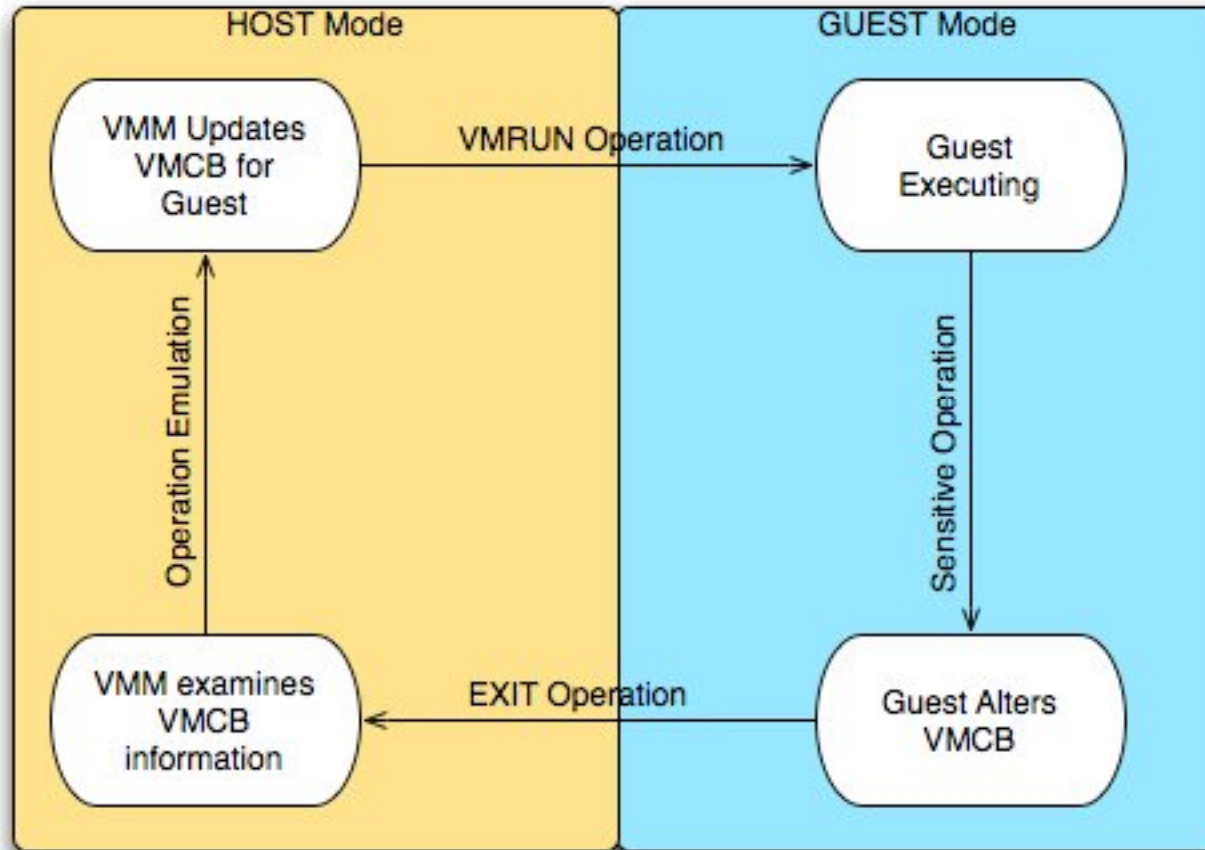 HOST Mode
GUEST Mode
VMM Updates
VMCB for
Guest
VMRUN Operation
Guest
Executing
Operation Emulation
Sensitive Operation
VMM examines
VMCB
information
EXIT Operation
Guest Alters
VMCB